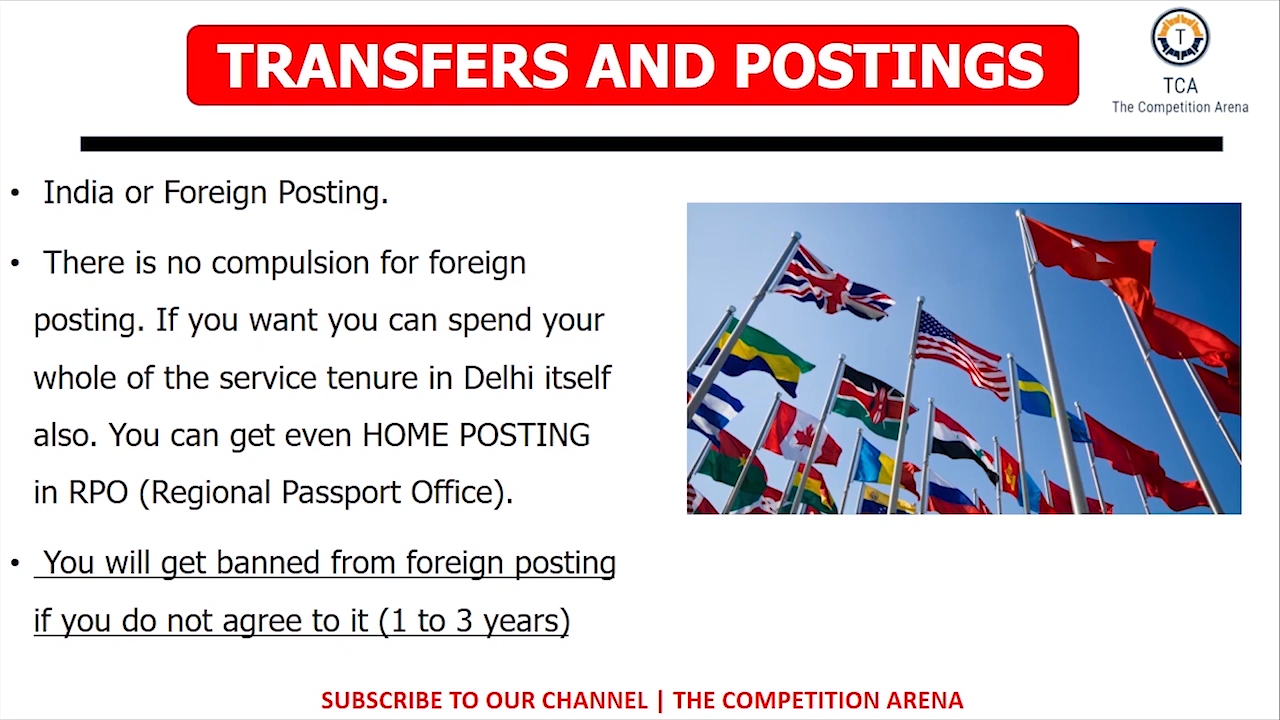 TRANSFERS AND POSTINGS
T
TCA
The Competition Arena
• India or Foreign Posting.
• There is no compulsion for foreign
posting. If you want you can spend your
whole of the service tenure in Delhi itself
also. You can get even HOME POSTING
in RPO (Regional Passport Office).
• You will get banned from foreign posting
if you do not agree to it (1 to 3 years)
SUBSCRIBE TO OUR CHANNEL | THE COMPETITION ARENA